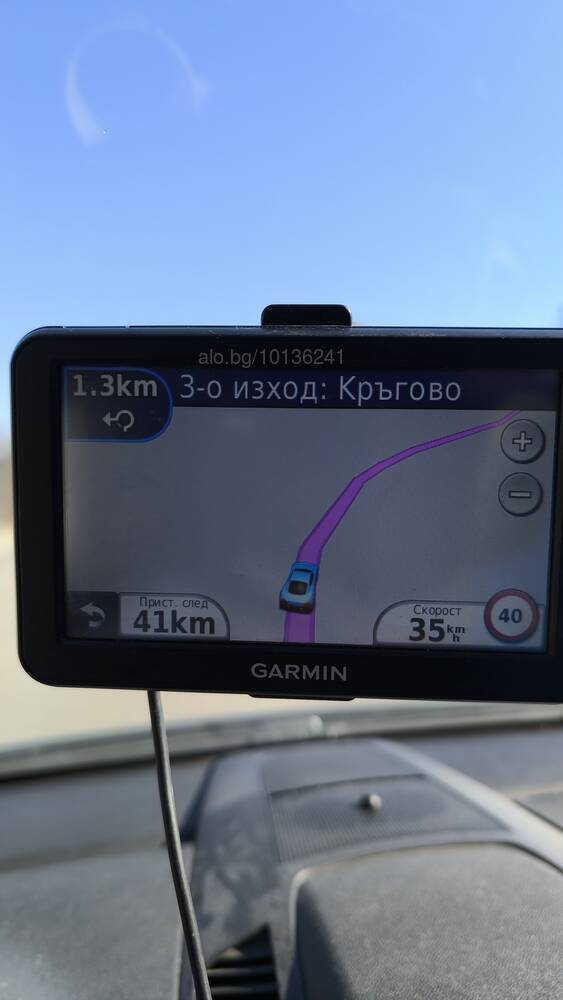 alo.bg/10136241
1.3km
3-о изход: Кръгово
+
−
Прист. след
41km
Скорост
35 km/h
40
GARMIN